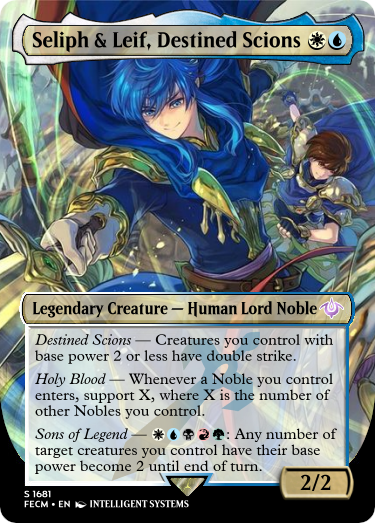 Seliph & Leif, Destined Scions
Legendary Creature — Human Lord Noble
Destined Scions — Creatures you control with
base power 2 or less have double strike.
Holy Blood — Whenever a Noble you control
enters, support X, where X is the number of
other Nobles you control.
Sons of Legend — : Any number of
target creatures you control have their base
power become 2 until end of turn.
2/2
S 1681
FECM • EN INTELLIGENT SYSTEMS